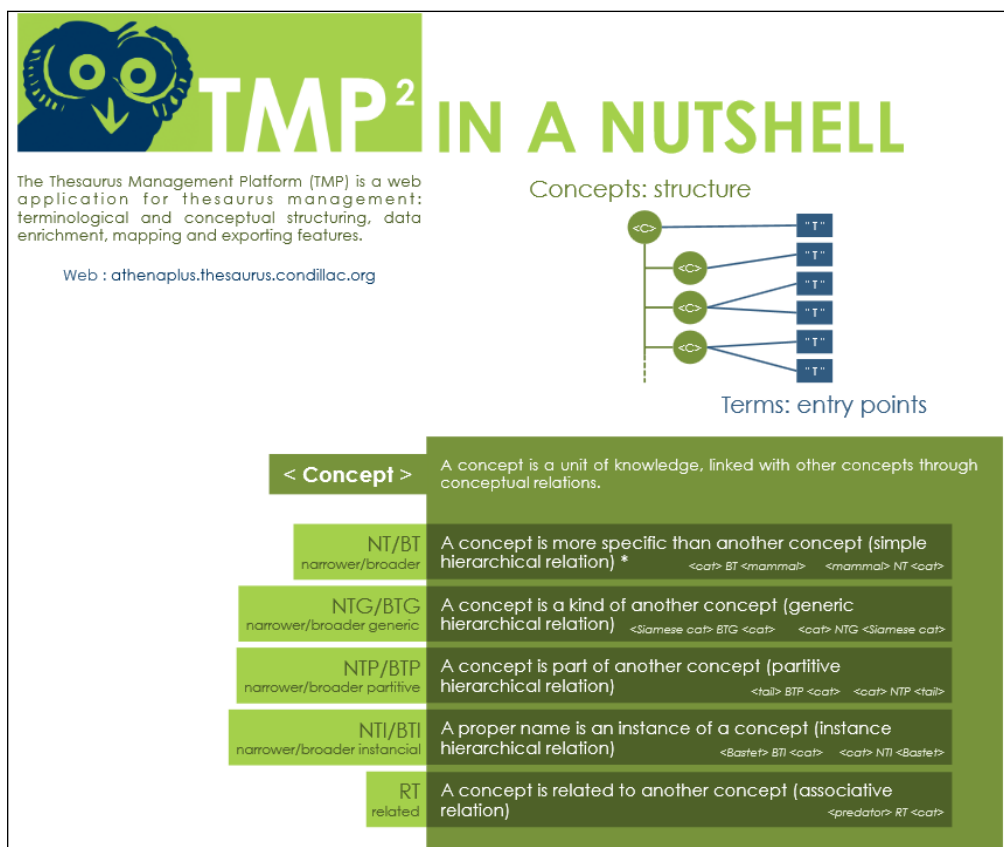 TMP² IN A NUTSHELL
The Thesaurus Management Platform (TMP) is a web
application for thesaurus management:
terminological and conceptual structuring, data
enrichment, mapping and exporting features.
Web : athenaplus.thesaurus.condillac.org
Concepts: structure
<C> "T"
<C> "T"
"T"
<C> "T"
"T"
<C> "T"
Terms: entry points
< Concept >
A concept is a unit of knowledge, linked with other concepts through
conceptual relations.
NT/BT
narrower/broader
A concept is more specific than another concept (simple
hierarchical relation) * <cat> BT <mammal> <mammal> NT <cat>
NTG/BTG
narrower/broader generic
A concept is a kind of another concept (generic
hierarchical relation) <Siamese cat> BTG <cat> <cat> NTG <Siamese cat>
NTP/BTP
narrower/broader partitive
A concept is part of another concept (partitive
hierarchical relation) <tail> BTP <cat> <cat> NTP <tail>
NTI/BTI
narrower/broader instancial
A proper name is an instance of a concept (instance
hierarchical relation) <Bastet> BTI <cat> <cat> NTI <Bastet>
RT
related
A concept is related to another concept (associative
relation) <predator> RT <cat>